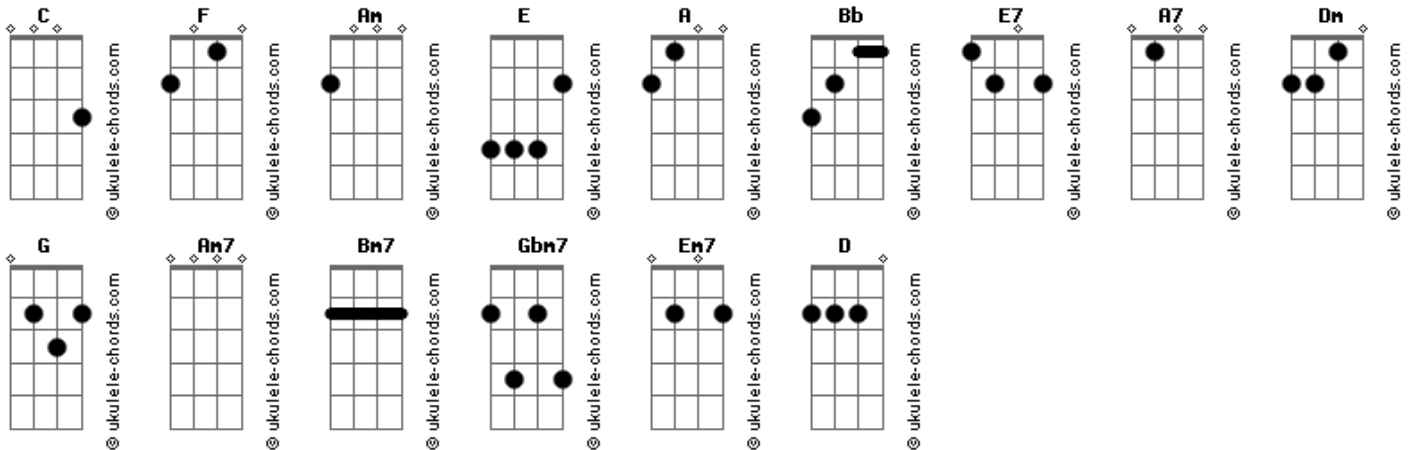 C F Am E A Bb E7 A7 Dm
© ukulele-chords.com © ukulele-chords.com © ukulele-chords.com © ukulele-chords.com © ukulele-chords.com © ukulele-chords.com © ukulele-chords.com © ukulele-chords.com © ukulele-chords.com
G Am7 Bm7 Gbm7 Em7 D
© ukulele-chords.com © ukulele-chords.com © ukulele-chords.com © ukulele-chords.com © ukulele-chords.com © ukulele-chords.com